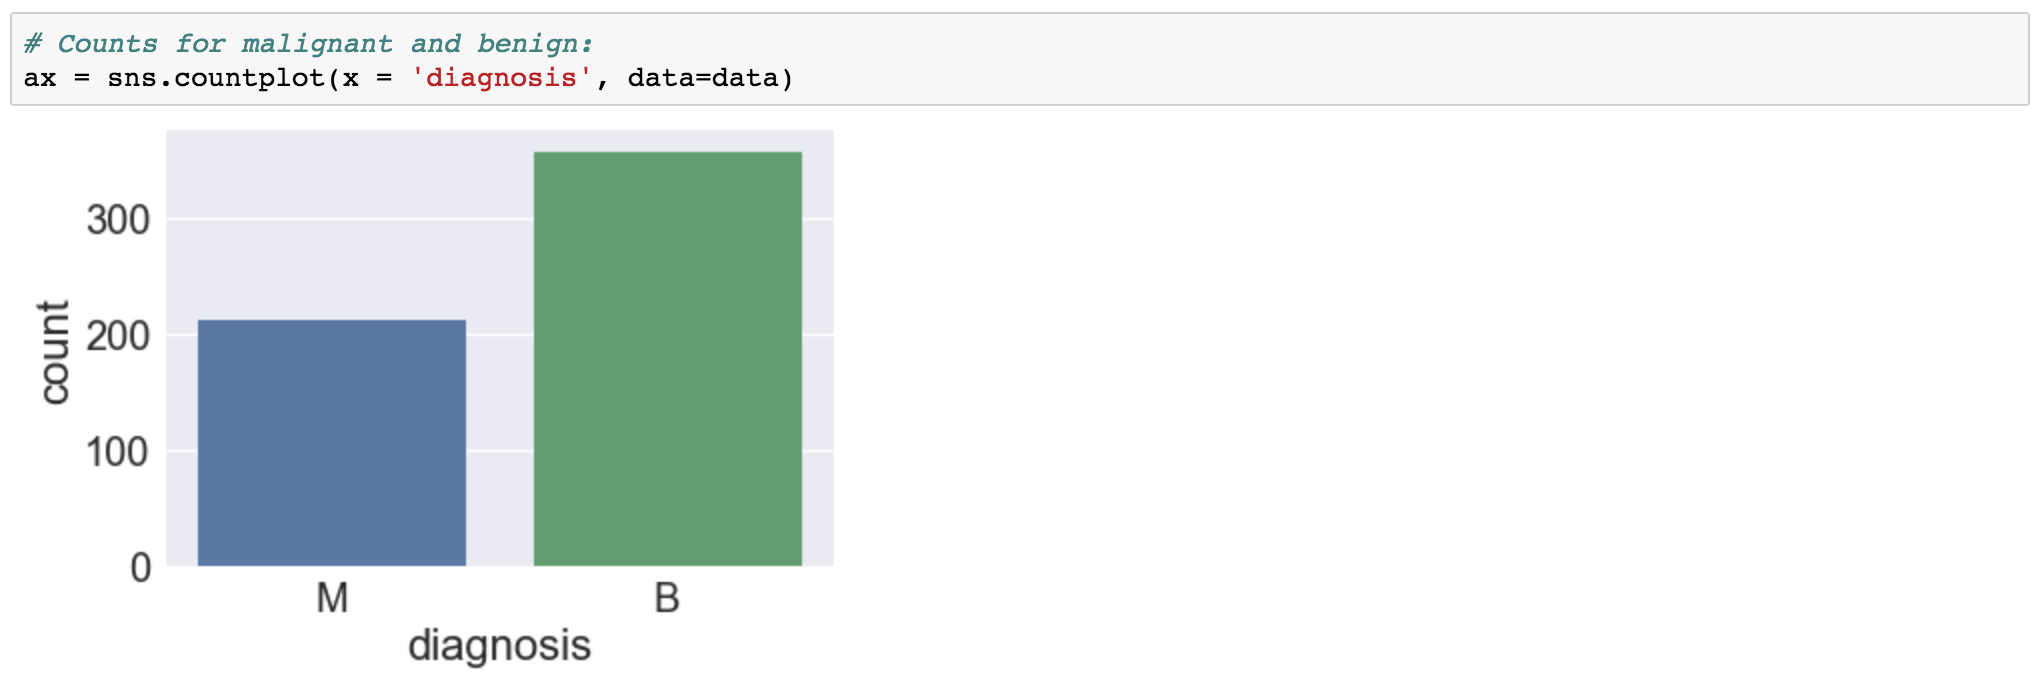 # Counts for malignant and benign:
ax = sns.countplot(x = 'diagnosis', data=data)
300
200
100
0
count
M B
diagnosis